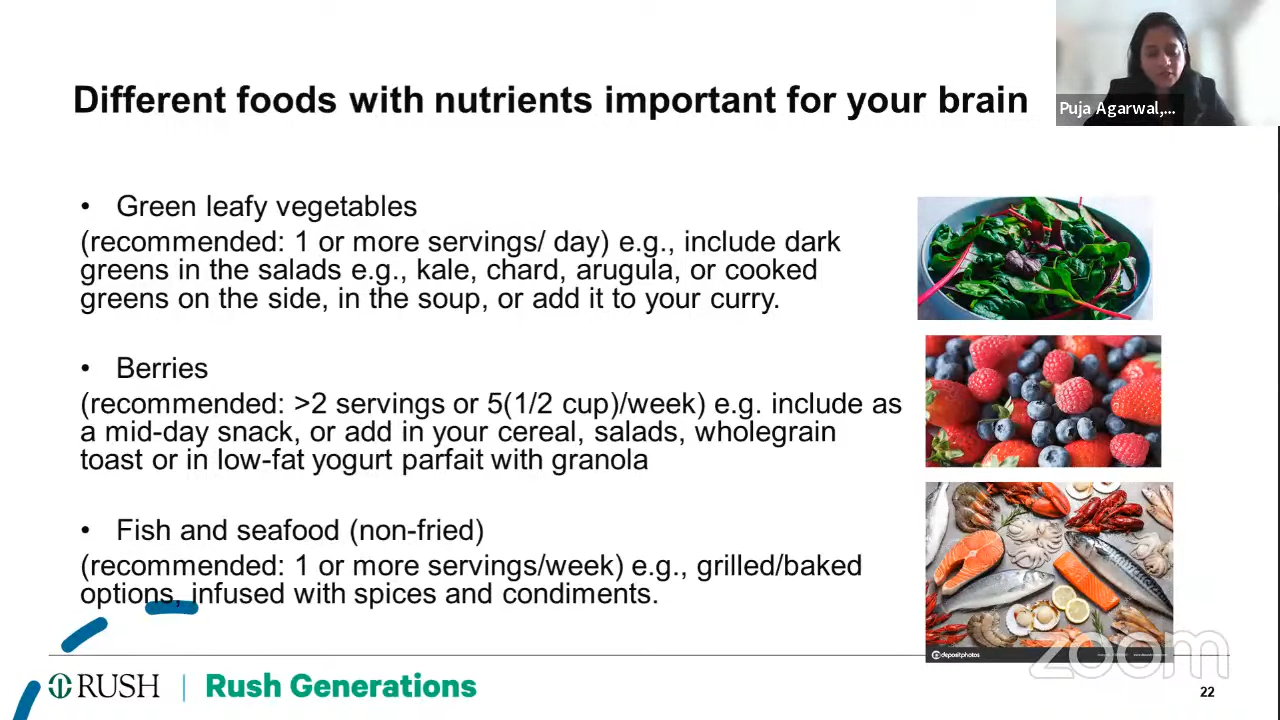 Different foods with nutrients important for your brain
Puja Agarwal,...
• Green leafy vegetables
(recommended: 1 or more servings/ day) e.g., include dark
greens in the salads e.g., kale, chard, arugula, or cooked
greens on the side, in the soup, or add it to your curry.
• Berries
(recommended: >2 servings or 5(1/2 cup)/week) e.g. include as
a mid-day snack, or add in your cereal, salads, wholegrain
toast or in low-fat yogurt parfait with granola
• Fish and seafood (non-fried)
(recommended: 1 or more servings/week) e.g., grilled/baked
options, infused with spices and condiments.
depositphotos
zoom
RUSH | Rush Generations
22